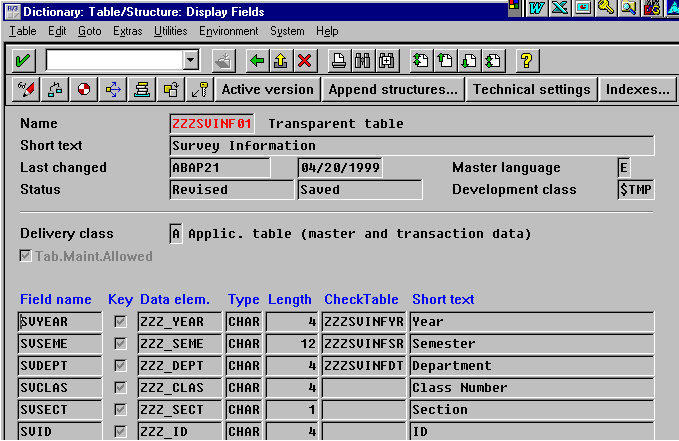 Dictionary: Table/Structure: Display Fields
Table Edit Goto Extras Utilities Environment System Help
Active version Append structures... Technical settings Indexes...
Name ZZZSVINF01 Transparent table
Short text Survey Information
Last changed ABAP21 04/20/1999 Master language E
Status Revised Saved Development class $TMP
Delivery class A Applic. table (master and transaction data)
Tab.Maint.Allowed
Field name Key Data elem. Type Length CheckTable Short text
SVYEAR ZZZ_YEAR CHAR 4 ZZZSVINFYR Year
SVSEME ZZZ_SEME CHAR 12 ZZZSVINFSR Semester
SVDEPT ZZZ_DEPT CHAR 4 ZZZSVINFDT Department
SVCLAS ZZZ_CLAS CHAR 4 Class Number
SVSECT ZZZ_SECT CHAR 1 Section
SVID ZZZ_ID CHAR 4 ID